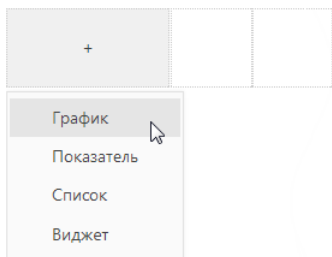 +
График
Показатель
Список
Виджет